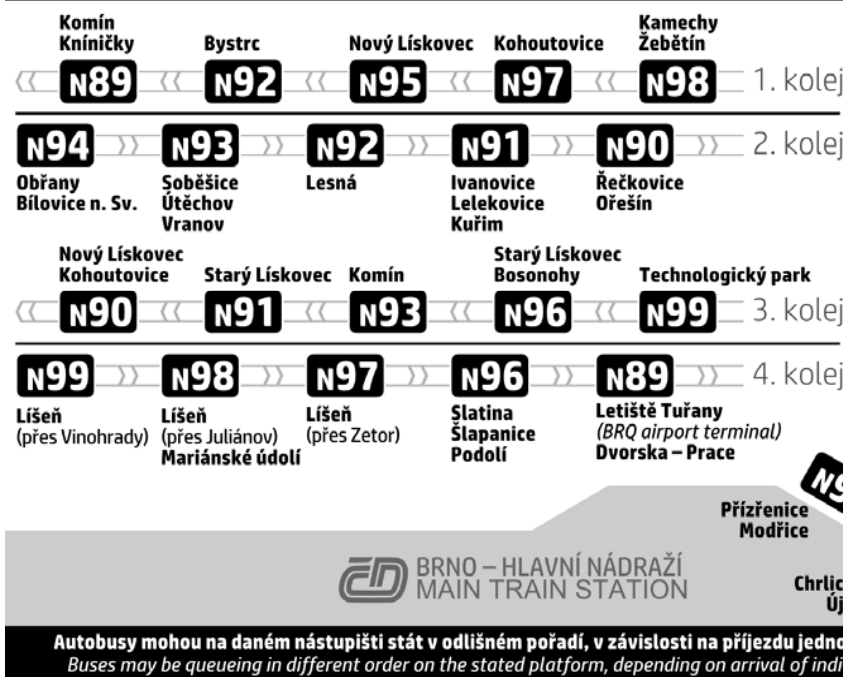 Komín
Kníničky
Bystrc
Nový Lískovec
Kohoutovice
Kamechy
Žebětín
N89
N92
N95
N97
N98
1. kolej
N94
N93
N92
N91
N90
2. kolej
Obřany
Bílovice n. Sv.
Soběšice
Útěchov
Vranov
Lesná
Ivanovice
Lelekovice
Kuřim
Řečkovice
Ořešín
Nový Lískovec
Kohoutovice
Starý Lískovec
Komín
Starý Lískovec
Bosonohy
Technologický park
N90
N91
N93
N96
N99
3. kolej
N99
N98
N97
N96
N89
4. kolej
Líšeň
(přes Vinohrady)
Líšeň
(přes Juliánov)
Mariánské údolí
Líšeň
(přes Zetor)
Slatina
Šlapanice
Podolí
Letiště Tuřany
(BRQ airport terminal)
Dvorska – Prace
Přízřenice
Modřice
ČD BRNO – HLAVNÍ NÁDRAŽÍ
MAIN TRAIN STATION
Autobusy mohou na daném nástupišti stát v odlišném pořadí, v závislosti na příjezdu
Buses may be queueing in different order on the stated platform, depending on arrival of